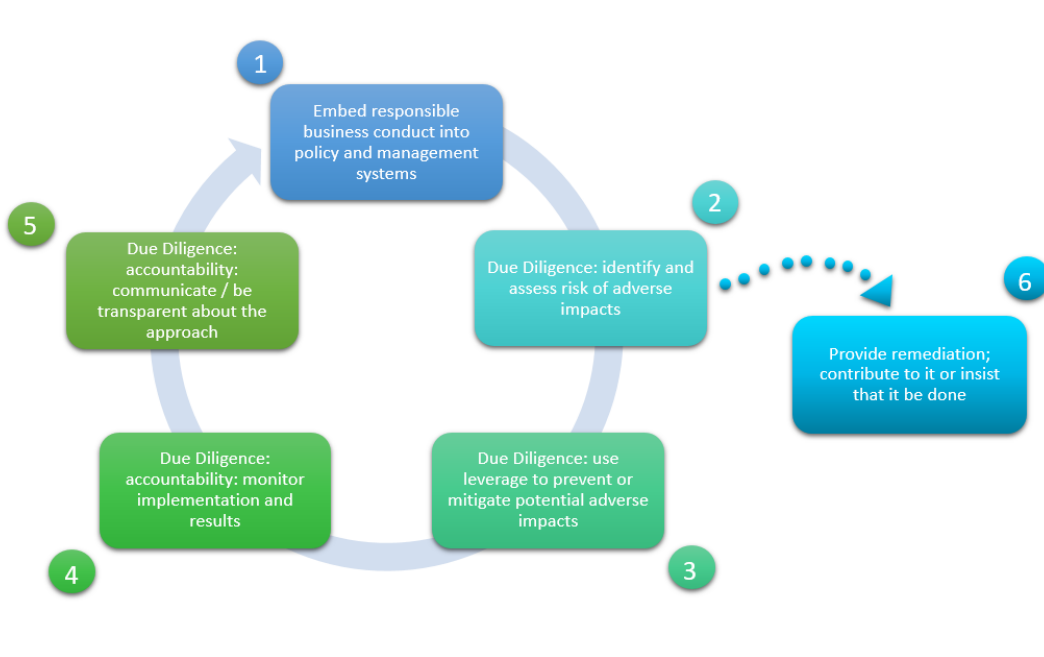 1
Embed responsible
business conduct into
policy and management
systems
2
Due Diligence: identify and
assess risk of adverse
impacts
3
Due Diligence: use
leverage to prevent or
mitigate potential adverse
impacts
4
Due Diligence:
accountability: monitor
implementation and
results
5
Due Diligence:
accountability:
communicate / be
transparent about the
approach
6
Provide remediation;
contribute to it or insist
that it be done